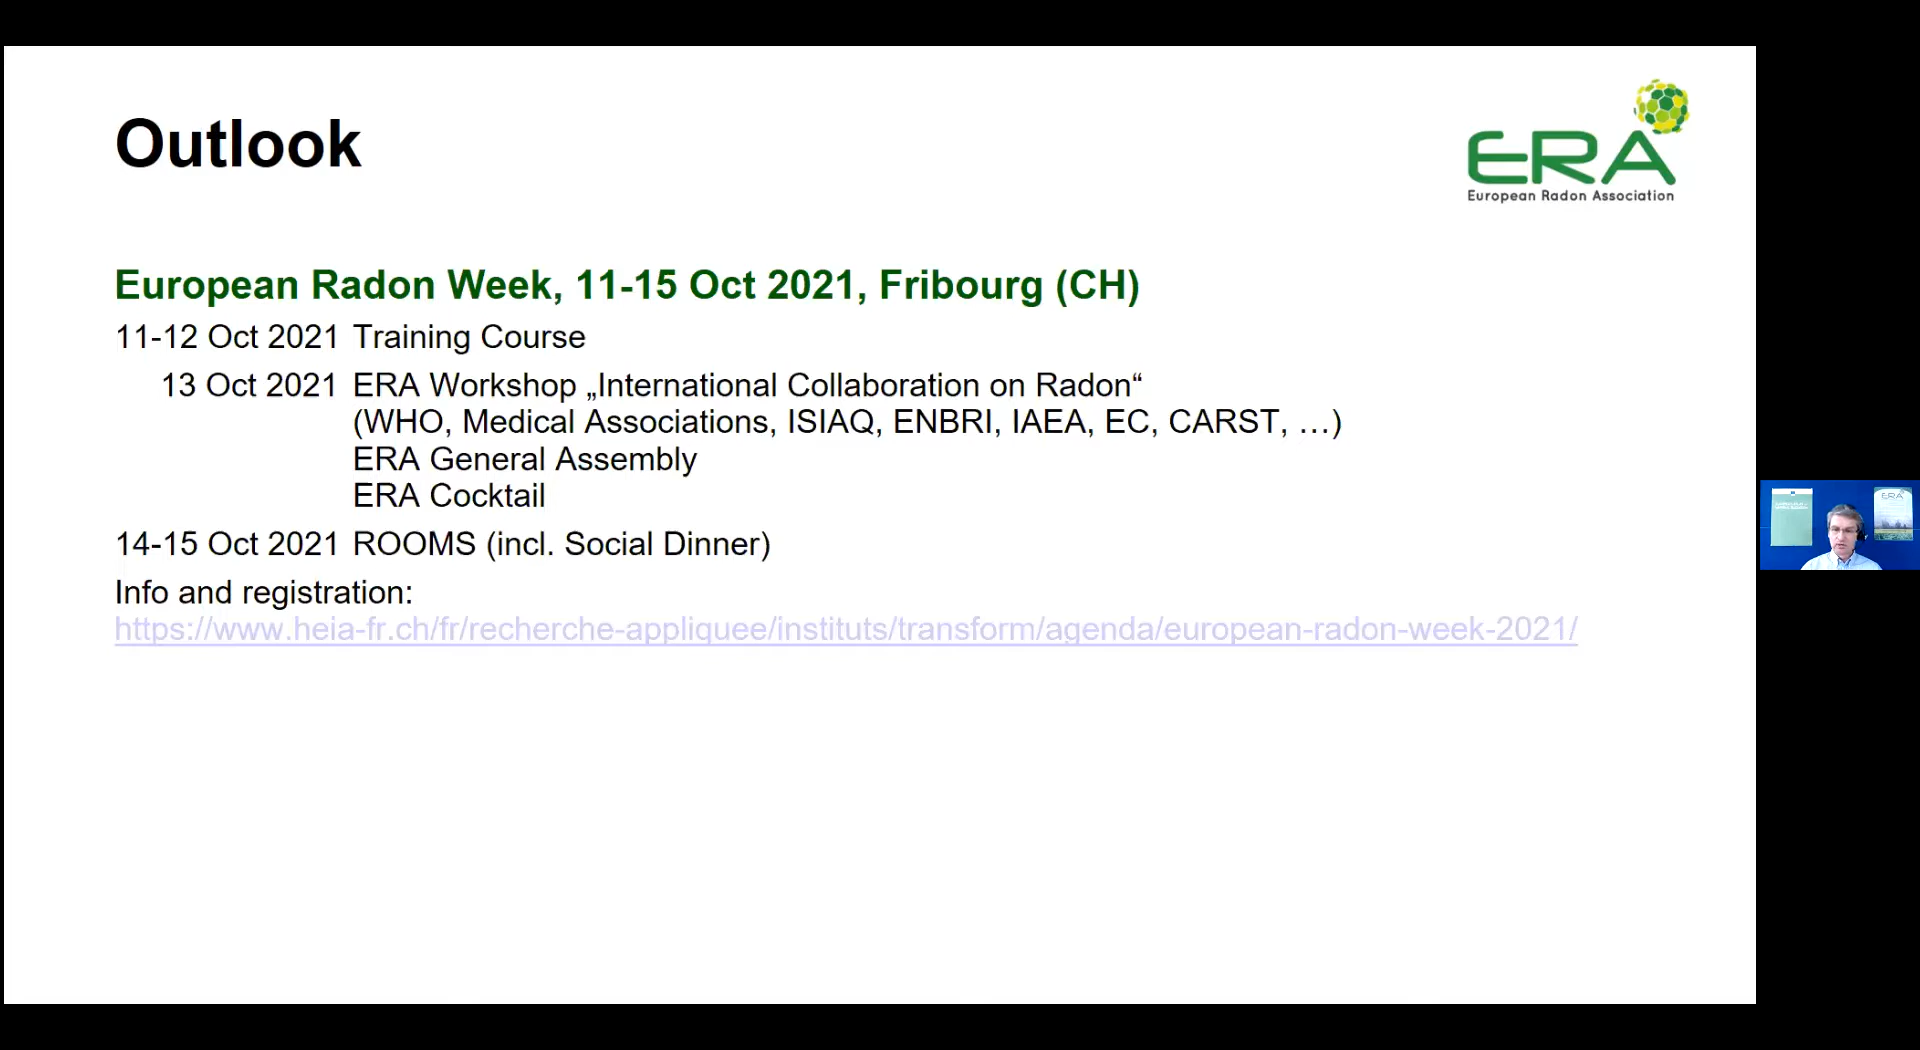 Outlook
ERA
European Radon Association
European Radon Week, 11-15 Oct 2021, Fribourg (CH)
11-12 Oct 2021 Training Course
13 Oct 2021 ERA Workshop „International Collaboration on Radon“
(WHO, Medical Associations, ISIAQ, ENBRI, IAEA, EC, CARST, …)
ERA General Assembly
ERA Cocktail
14-15 Oct 2021 ROOMS (incl. Social Dinner)
Info and registration:
https://www.heia-fr.ch/fr/recherche-appliquee/instituts/transform/agenda/european-radon-week-2021/
ERA